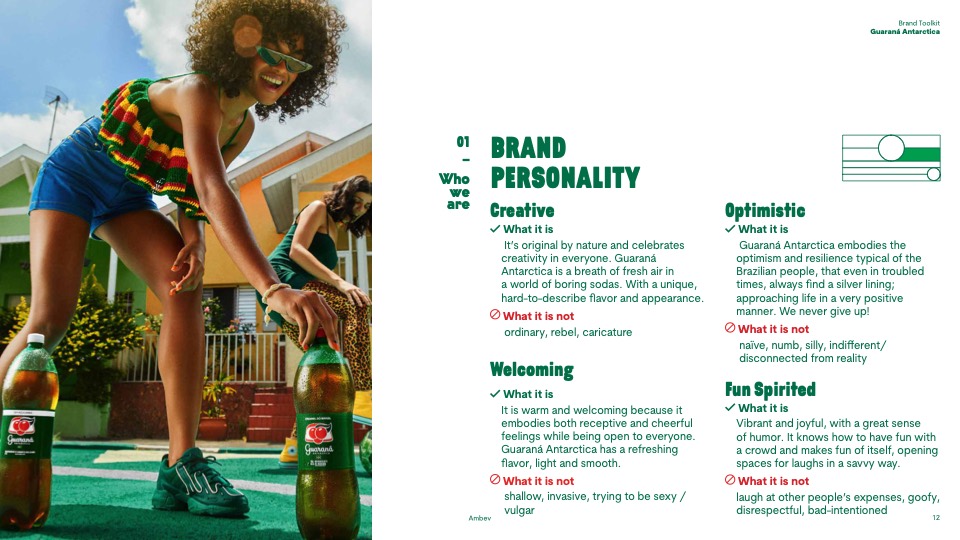 Brand Toolkit
Guaraná Antarctica
01
–
Who
we
are
BRAND
PERSONALITY
Creative
What it is
It's original by nature and celebrates
creativity in everyone. Guaraná
Antarctica is a breath of fresh air in
a world of boring sodas. With a unique,
hard-to-describe flavor and appearance.
What it is not
ordinary, rebel, caricature
Welcoming
What it is
It is warm and welcoming because it
embodies both receptive and cheerful
feelings while being open to everyone.
Guaraná Antarctica has a refreshing
flavor, light and smooth.
What it is not
shallow, invasive, trying to be sexy /
vulgar
Optimistic
What it is
Guaraná Antarctica embodies the
optimism and resilience typical of the
Brazilian people, that even in troubled
times, always find a silver lining;
approaching life in a very positive
manner. We never give up!
What it is not
naïve, numb, silly, indifferent/
disconnected from reality
Fun Spirited
What it is
Vibrant and joyful, with a great sense
of humor. It knows how to have fun with
a crowd and makes fun of itself, opening
spaces for laughs in a savvy way.
What it is not
laugh at other people's expenses, goofy,
disrespectful, bad-intentioned
Ambev
12
Guaraná
Guaraná